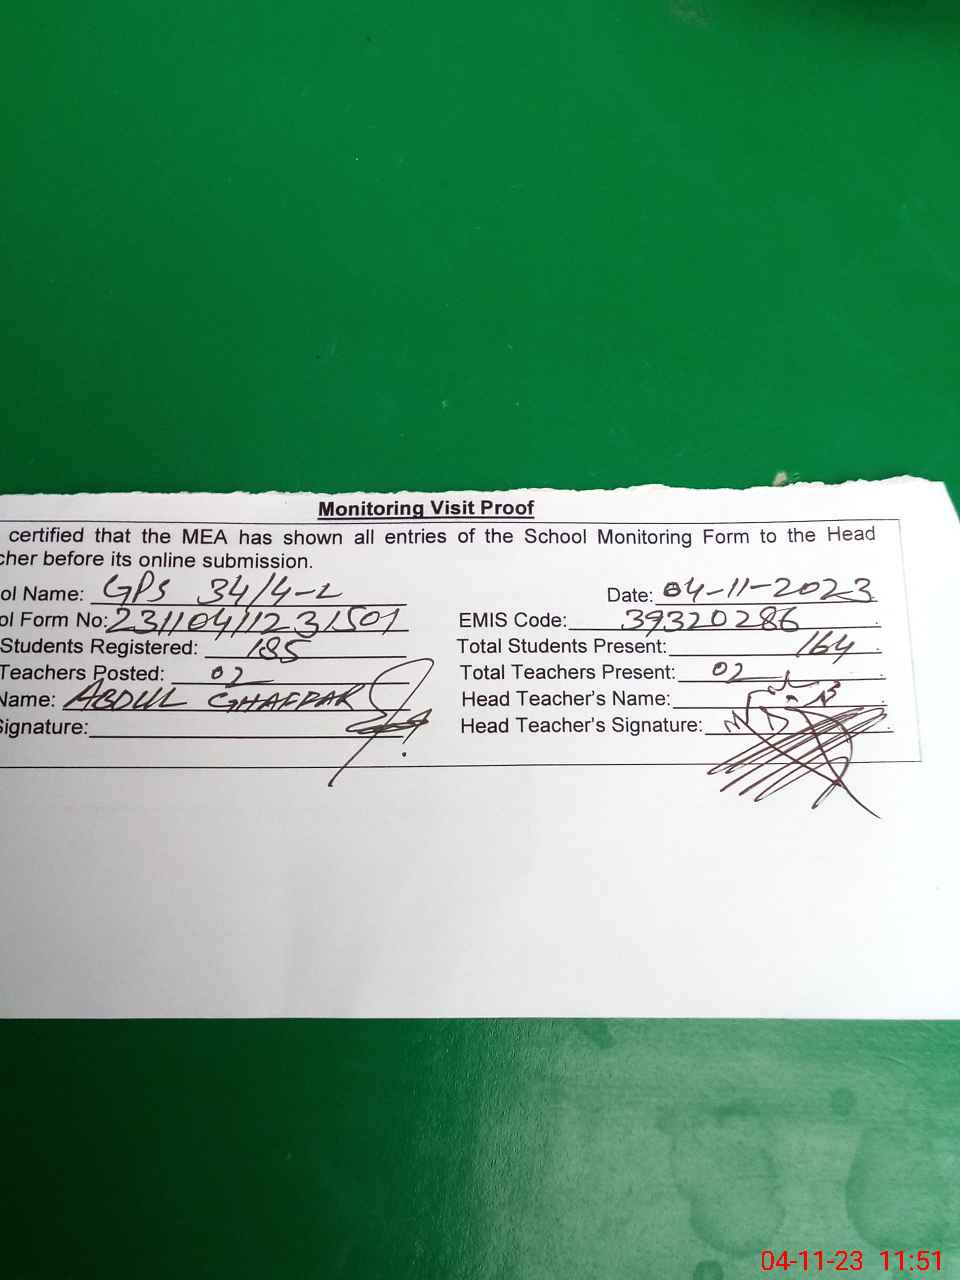 Monitoring Visit Proof
certified that the MEA has shown all entries of the School Monitoring Form to the Head
cher before its online submission.
ol Name: GPS 34/4-L Date: 04-11-2023
ol Form No: 23110411231501 EMIS Code: 39320286
Students Registered: 185 Total Students Present: 164
Teachers Posted: 02 Total Teachers Present: 02
Name: ABDUL GHAFFAR Head Teacher's Name:
Signature: Head Teacher's Signature:
04-11-23 11:51